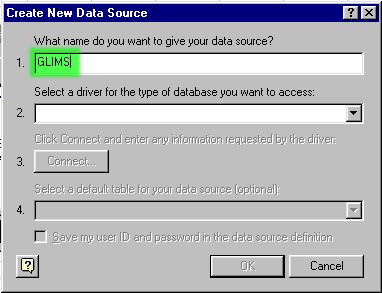 Create New Data Source
What name do you want to give your data source?
1. GLIMS
Select a driver for the type of database you want to access:
2.
Click Connect and enter any information requested by the driver:
3. Connect...
Select a default table for your data source (optional):
4.
Save my user ID and password in the data source definition
OK Cancel